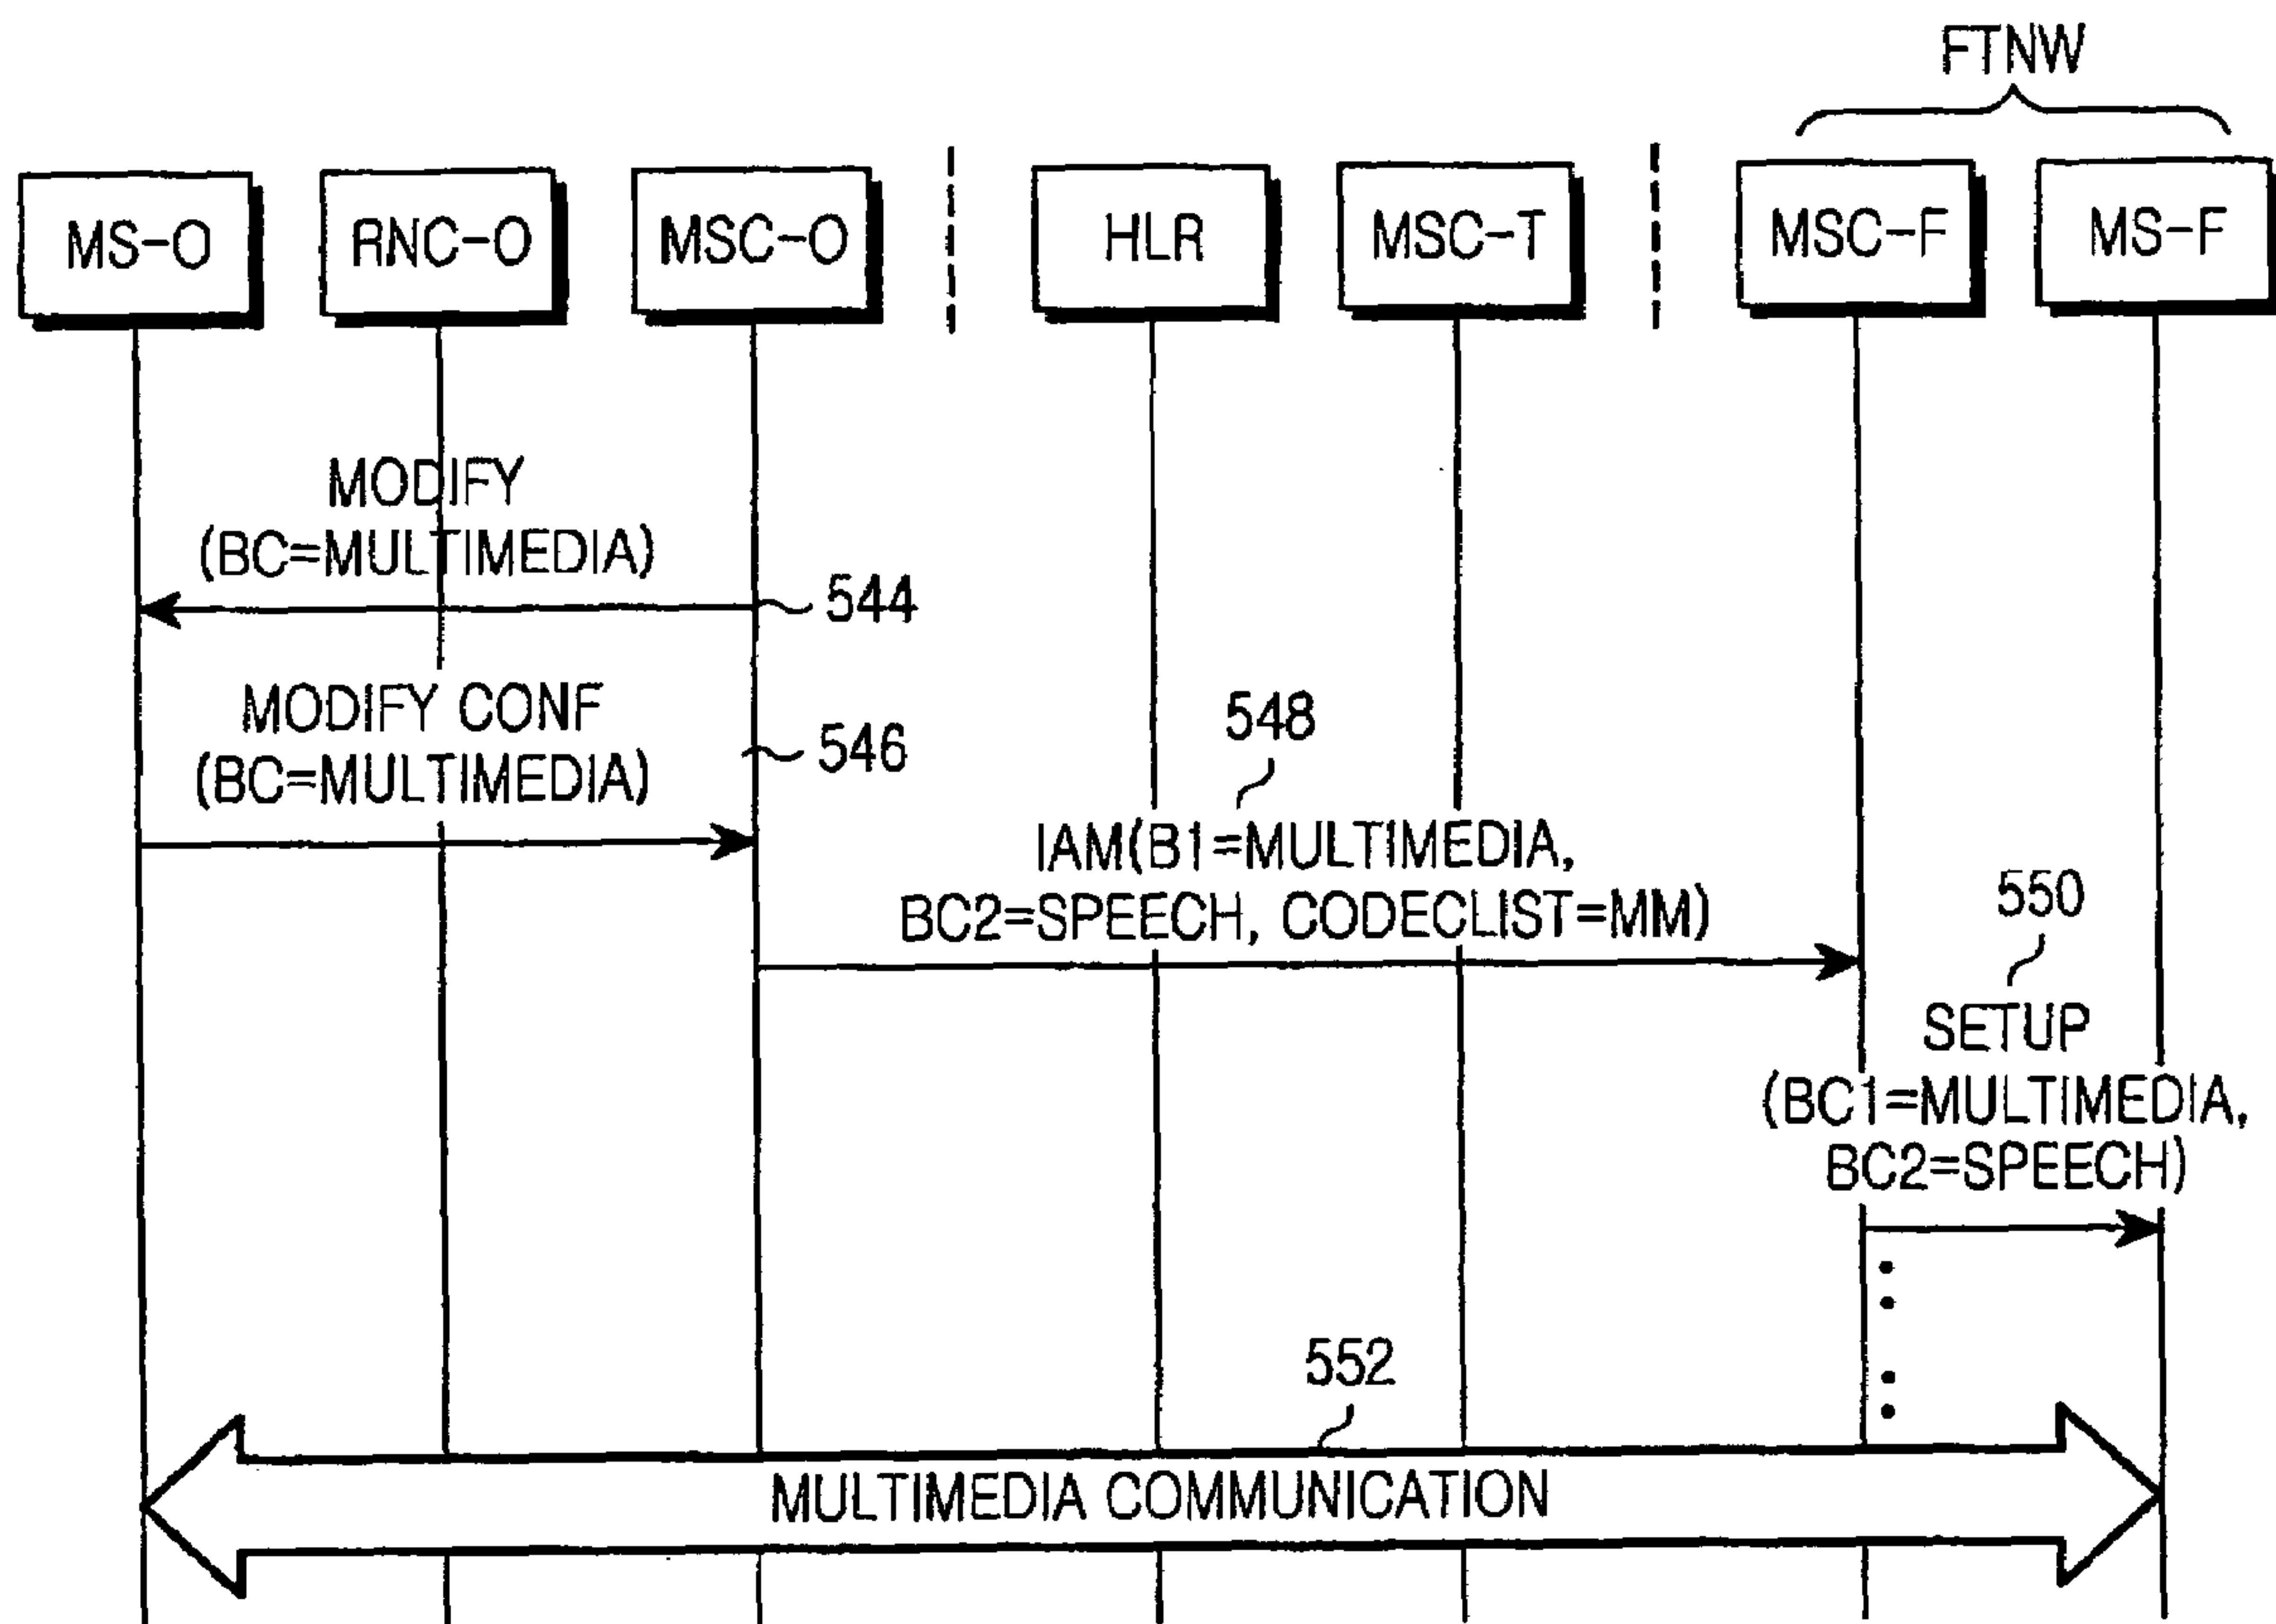 FTNW
MS-O
RNC-O
MSC-O
HLR
MSC-T
MSC-F
MS-F
MODIFY
(BC=MULTIMEDIA)
544
MODIFY CONF
(BC=MULTIMEDIA)
546
548
IAM(B1=MULTIMEDIA,
BC2=SPEECH, CODECLIST=MM)
550
SETUP
(BC1=MULTIMEDIA,
BC2=SPEECH)
552
MULTIMEDIA COMMUNICATION